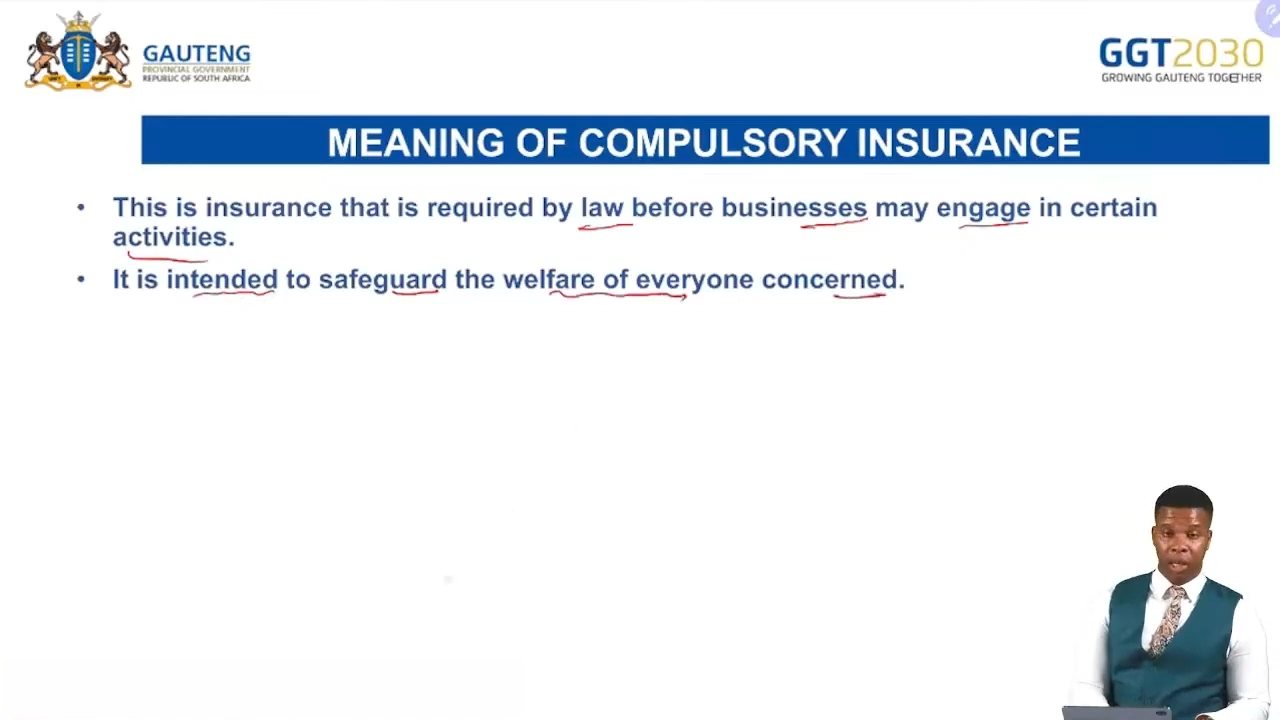 GAUTENG
PROVINCIAL GOVERNMENT
REPUBLIC OF SOUTH AFRICA
GGT2030
GROWING GAUTENG TOGETHER
MEANING OF COMPULSORY INSURANCE
• This is insurance that is required by law before businesses may engage in certain
activities.
• It is intended to safeguard the welfare of everyone concerned.